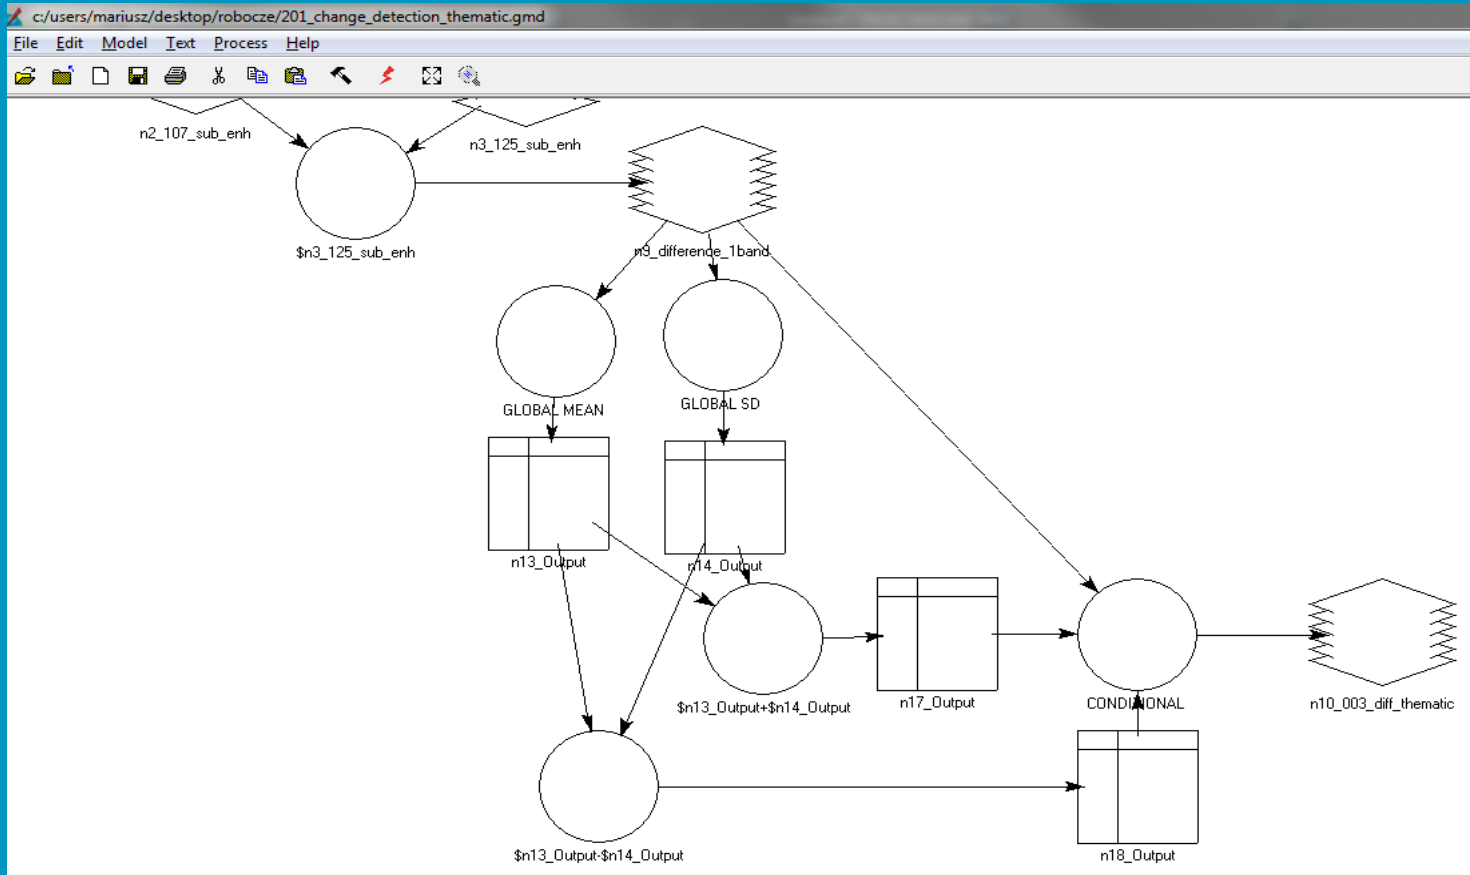 c:/users/mariusz/desktop/robocze/201_change_detection_thematic.gmd
File Edit Model Text Process Help
n2_107_sub_enh
n3_125_sub_enh
$n3_125_sub_enh
n9_difference_1band
GLOBAL MEAN
GLOBAL SD
n13_Output
n14_Output
$n13_Output+$n14_Output
n17_Output
CONDITIONAL
n10_003_diff_thematic
$n13_Output-$n14_Output
n18_Output